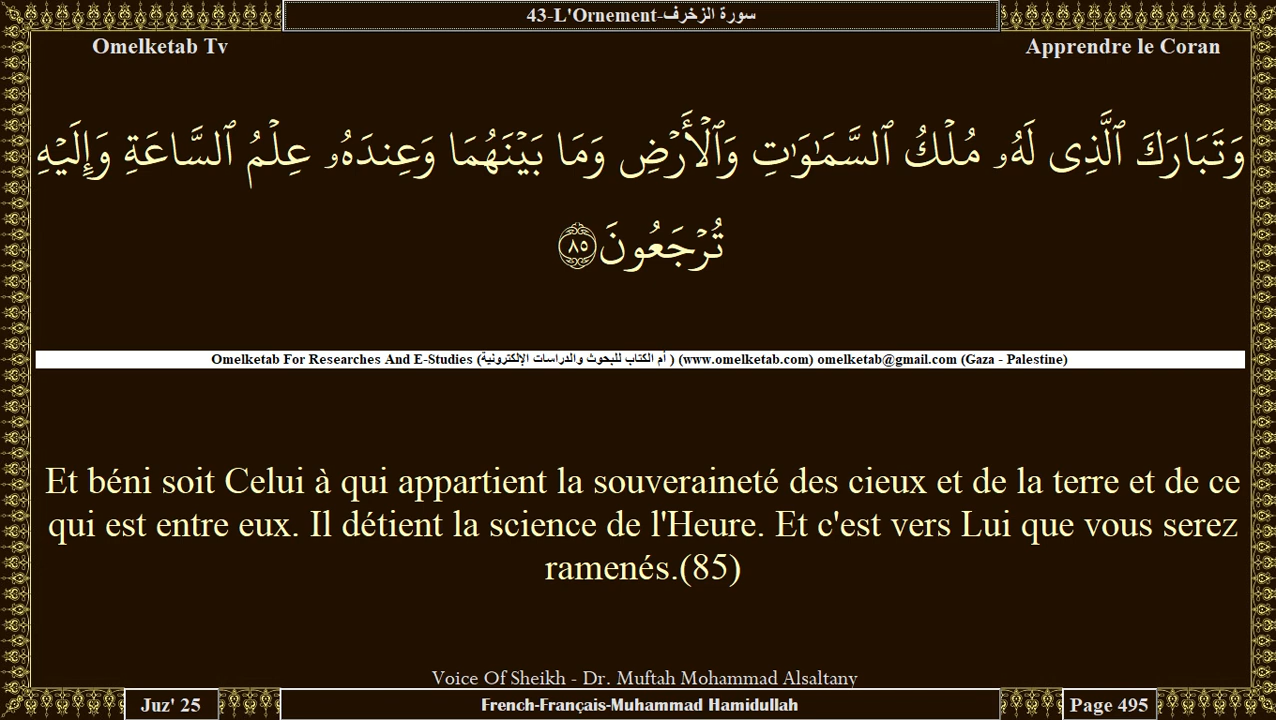 43-L'Ornement-سورة الزخرف
Omelketab Tv
Apprendre le Coran
وَتَبَارَكَ ٱلَّذِى لَهُۥ مُلْكُ ٱلسَّمَـٰوَٰتِ وَٱلْأَرْضِ وَمَا بَيْنَهُمَا وَعِندَهُۥ عِلْمُ ٱلسَّاعَةِ وَإِلَيْهِ
تُرْجَعُونَ ٨٥
Omelketab For Researches And E-Studies (أم الكتاب للبحوث والدراسات الإلكترونية ) (www.omelketab.com) omelketab@gmail.com (Gaza - Palestine)
Et béni soit Celui à qui appartient la souveraineté des cieux et de la terre et de ce
qui est entre eux. Il détient la science de l'Heure. Et c'est vers Lui que vous serez
ramenés.(85)
Voice Of Sheikh - Dr. Muftah Mohammad Alsaltany
Juz' 25
French-Français-Muhammad Hamidullah
Page 495